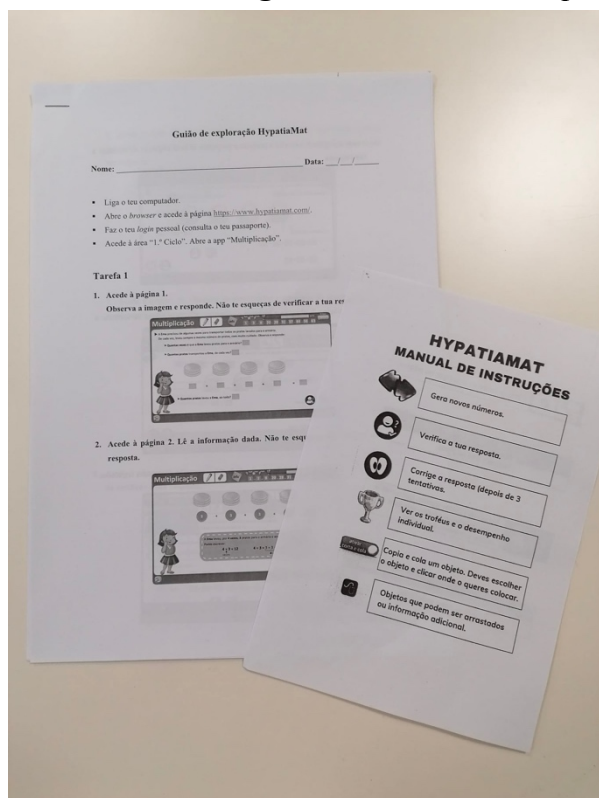 Guião de exploração HypatiaMat
Nome: Data: __/__/____
Liga o teu computador.
Abre o browser e acede à página https://www.hypatiamat.com/.
Faz o teu login pessoal (consulta o teu passaporte).
Acede à área "1.º Ciclo". Abre a app "Multiplicação".
Tarefa 1
1. Acede à página 1.
Observa a imagem e responde. Não te esqueças de verificar a tua
Multiplicação
2. Acede à página 2. Lê a informação dada. Não te
resposta.
Multiplicação
HYPATIAMAT
MANUAL DE INSTRUÇÕES
Gera novos números.
Verifica a tua resposta.
Corrige a resposta (depois de 3
tentativas.
Ver os troféus e o desempenho
individual.
Copia e cola um objeto. Deves escolher
o objeto e clicar onde o queres colocar.
Objetos que podem ser arrastados
ou informação adicional.